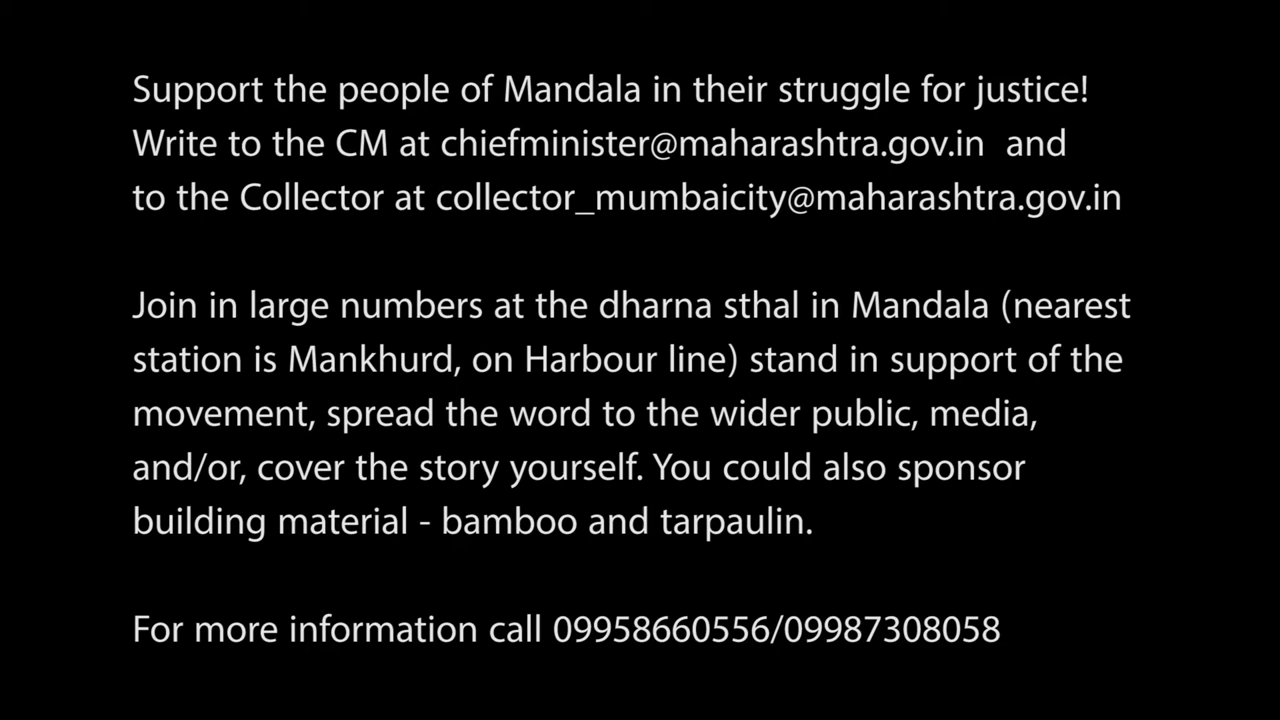 Support the people of Mandala in their struggle for justice!
Write to the CM at chiefminister@maharashtra.gov.in and
to the Collector at collector_mumbaicity@maharashtra.gov.in
Join in large numbers at the dharna sthal in Mandala (nearest
station is Mankhurd, on Harbour line) stand in support of the
movement, spread the word to the wider public, media,
and/or, cover the story yourself. You could also sponsor
building material - bamboo and tarpaulin.
For more information call 09958660556/09987308058